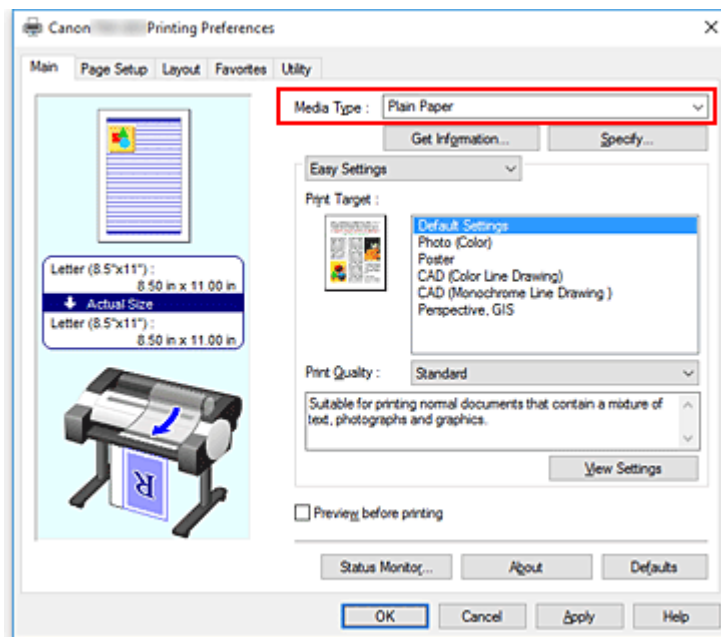 Canon Printing Preferences
Main Page Setup Layout Favorites Utility
Media Type : Plain Paper
Get Information... Specify...
Easy Settings
Print Target :
Default Settings
Photo (Color)
Poster
CAD (Color Line Drawing)
CAD (Monochrome Line Drawing )
Perspective, GIS
Letter (8.5"x11") :
8.50 in x 11.00 in
Actual Size
Letter (8.5"x11") :
8.50 in x 11.00 in
R
Print Quality : Standard
Suitable for printing normal documents that contain a mixture of
text, photographs and graphics.
View Settings
Preview before printing
Status Monitor... About Defaults
OK Cancel Apply Help